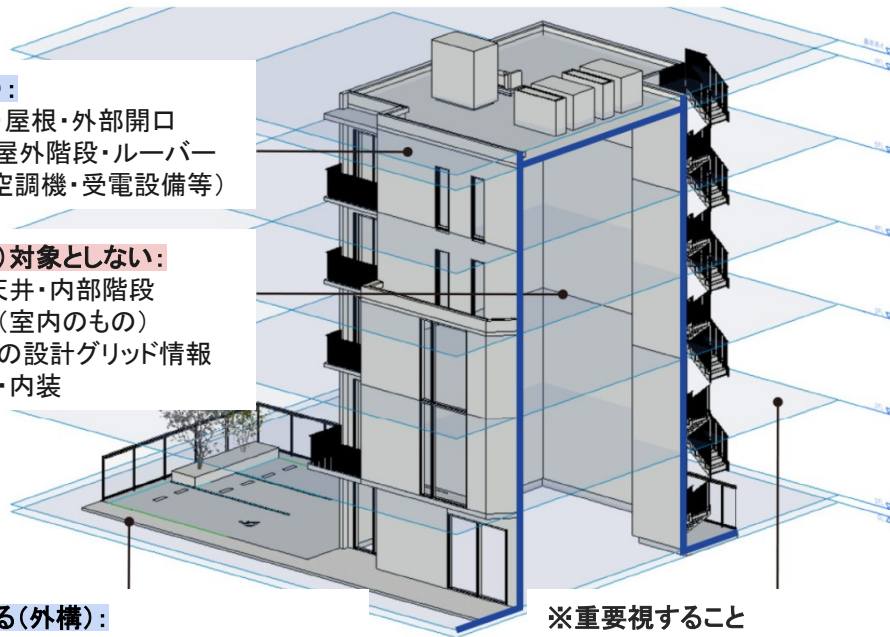 :
屋根・外部開口
屋外階段・ルーバー
空調機・受電設備等）
）対象としない：
天井・内部階段
（室内のもの）
の設計グリッド情報
・内装
る（外構）：
※重要視すること